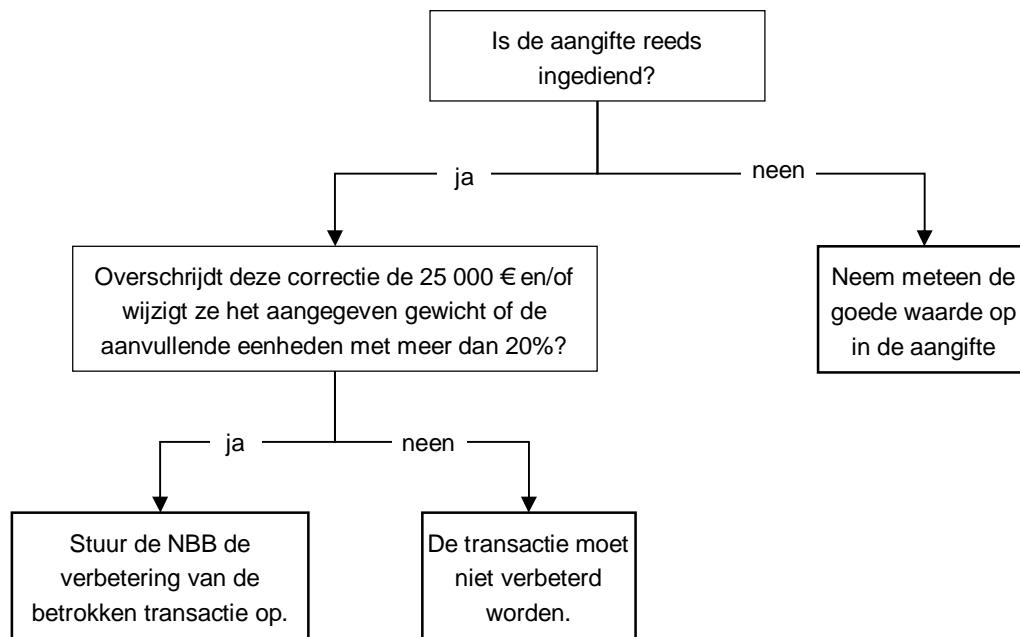 Is de aangifte reeds
ingediend?
ja
neen
Overschrijdt deze correctie de 25 000 € en/of
wijzigt ze het aangegeven gewicht of de
aanvullende eenheden met meer dan 20%?
Neem meteen de
goede waarde op
in de aangifte
ja
neen
Stuur de NBB de
verbetering van de
betrokken transactie op.
De transactie moet
niet verbeterd
worden.